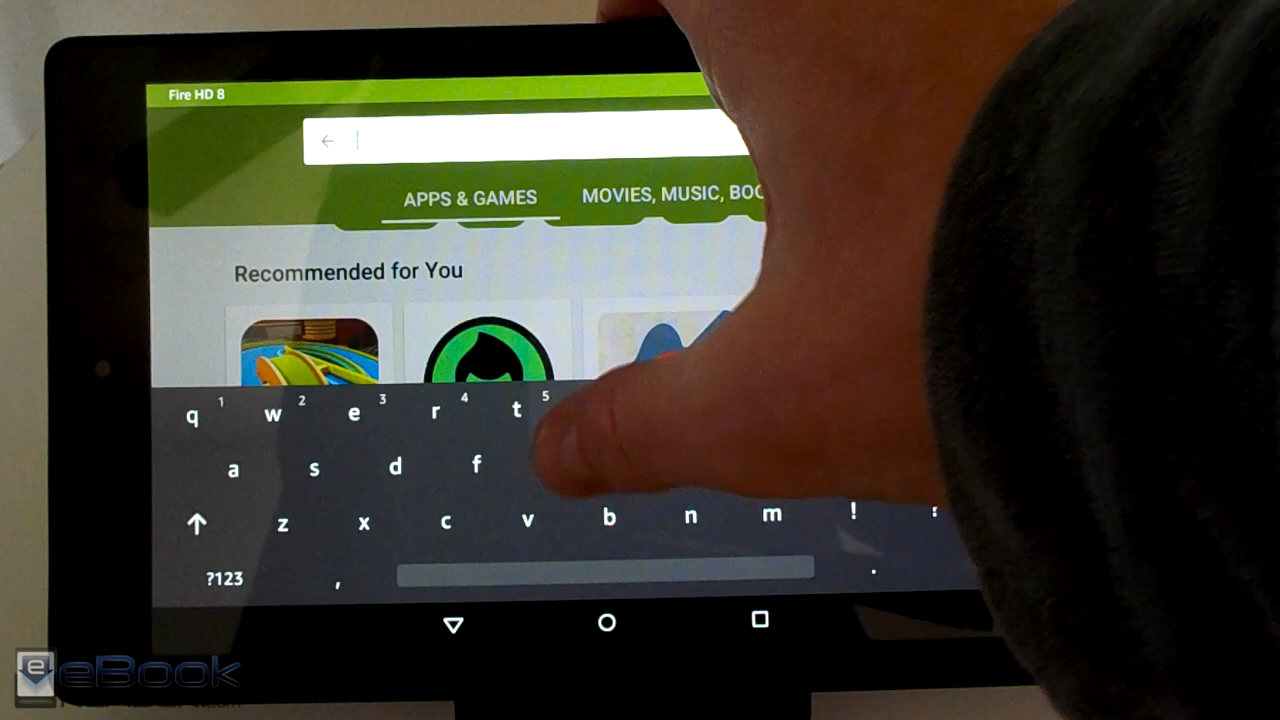 Fire HD 8
APPS & GAMES MOVIES, MUSIC, BOO
Recommended for You
q 1 w 2 e 3 r 4 t 5
a s d f
z x c v b n m ! :
?123 , .
eBook